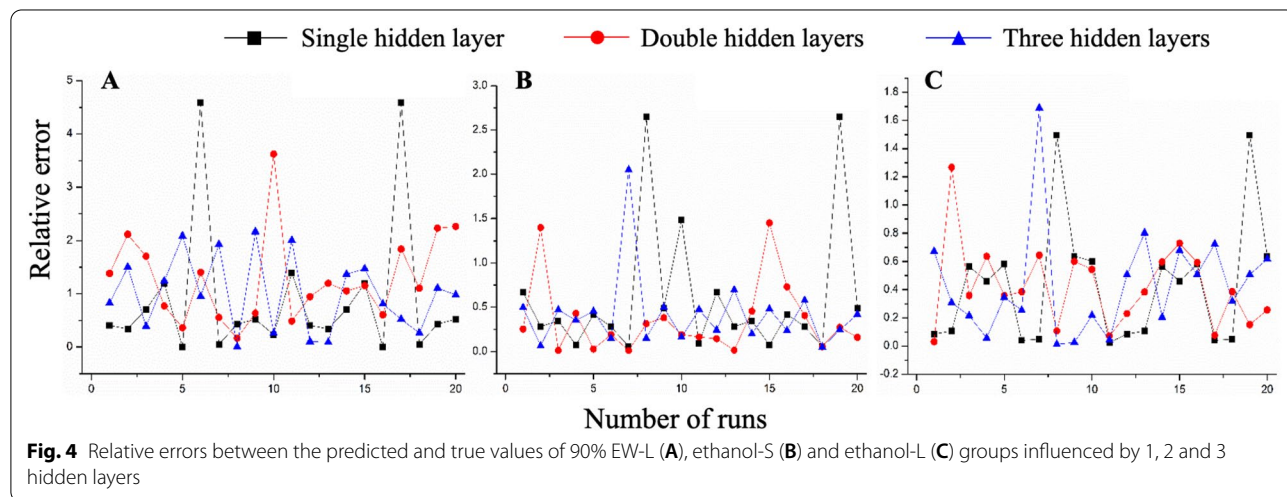 Single hidden layer Double hidden layers Three hidden layers
A
B
C
5
4
3
2
1
0
0 5 10 15 20
3.0
2.5
2.0
1.5
1.0
0.5
0.0
0 5 10 15 20
1.8
1.6
1.4
1.2
1.0
0.8
0.6
0.4
0.2
0.0
-0.2
0 5 10 15 20
Relative error
Number of runs
Fig. 4 Relative errors between the predicted and true values of 90% EW-L (A), ethanol-S (B) and ethanol-L (C) groups influenced by 1, 2 and 3
hidden layers